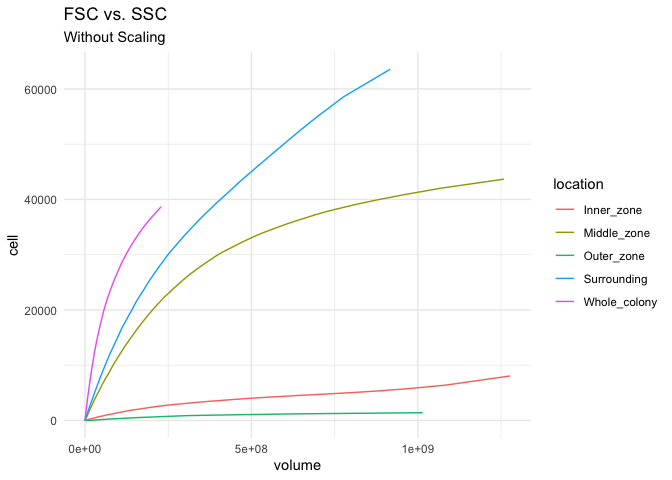 FSC vs. SSC
Without Scaling
60000
40000
20000
0
cell
0e+00
5e+08
1e+09
volume
location
Inner_zone
Middle_zone
Outer_zone
Surrounding
Whole_colony